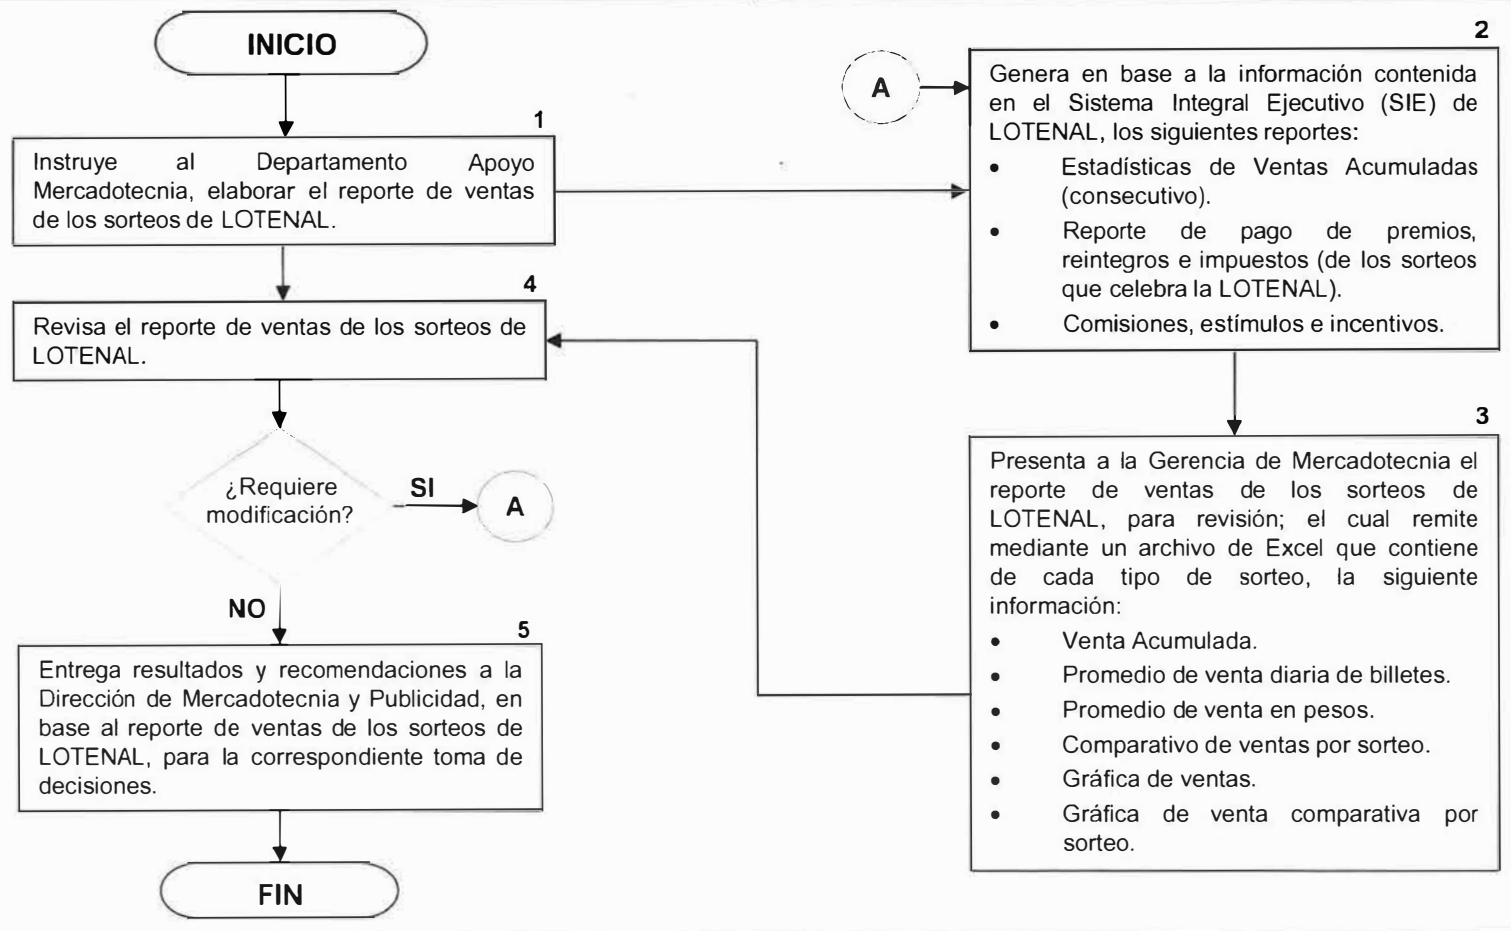 INICIO
1
Instruye al Departamento Apoyo
Mercadotecnia, elaborar el reporte de ventas
de los sorteos de LOTENAL.
A
2
Genera en base a la información contenida
en el Sistema Integral Ejecutivo (SIE) de
LOTENAL, los siguientes reportes:
• Estadísticas de Ventas Acumuladas
(consecutivo).
• Reporte de pago de premios,
reintegros e impuestos (de los sorteos
que celebra la LOTENAL).
• Comisiones, estímulos e incentivos.
3
Presenta a la Gerencia de Mercadotecnia el
reporte de ventas de los sorteos de
LOTENAL, para revisión; el cual remite
mediante un archivo de Excel que contiene
de cada tipo de sorteo, la siguiente
información:
• Venta Acumulada.
• Promedio de venta diaria de billetes.
• Promedio de venta en pesos.
• Comparativo de ventas por sorteo.
• Gráfica de ventas.
• Gráfica de venta comparativa por
sorteo.
4
Revisa el reporte de ventas de los sorteos de
LOTENAL.
¿Requiere
modificación?
SI
A
NO
5
Entrega resultados y recomendaciones a la
Dirección de Mercadotecnia y Publicidad, en
base al reporte de ventas de los sorteos de
LOTENAL, para la correspondiente toma de
decisiones.
FIN